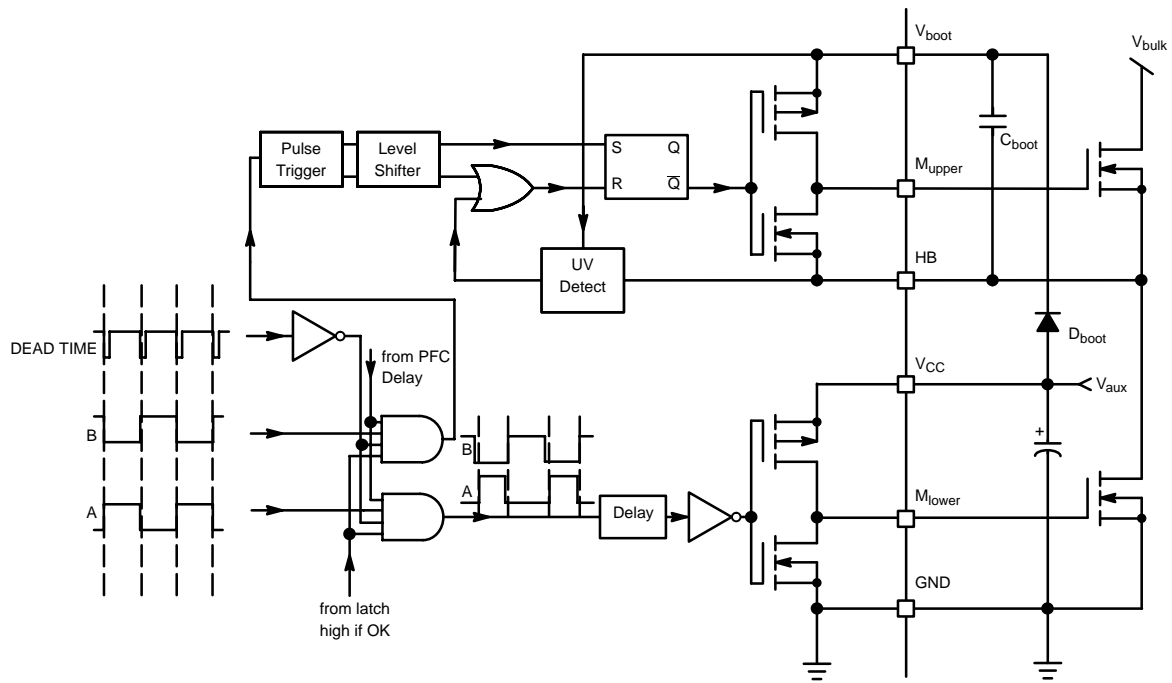 Vboot
Vbulk
Pulse
Trigger
Level
Shifter
S
Q
R
Q̅
Cboot
Mupper
UV
Detect
HB
DEAD TIME
from PFC
Delay
Dboot
VCC
Vaux
B
B
A
+
A
Delay
Mlower
from latch
high if OK
GND